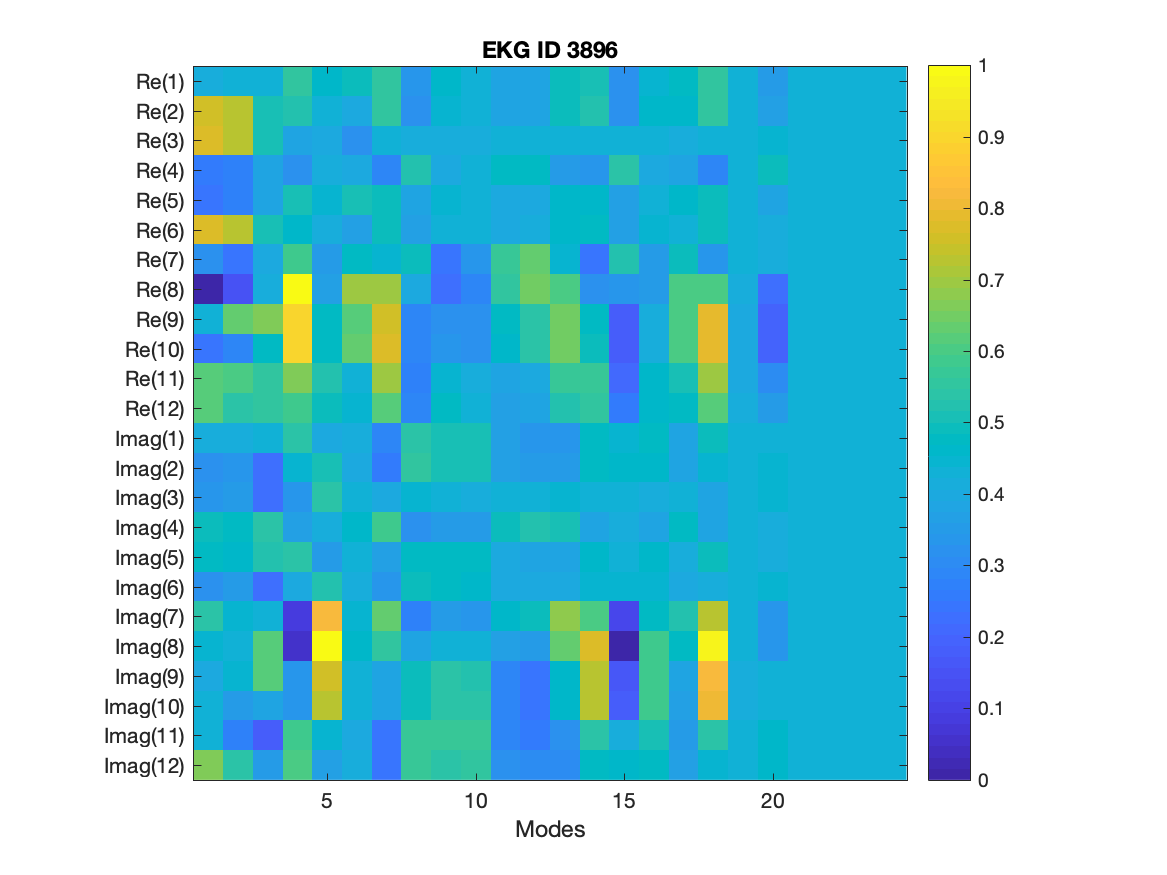 EKG ID 3896
Re(1)
Re(2)
Re(3)
Re(4)
Re(5)
Re(6)
Re(7)
Re(8)
Re(9)
Re(10)
Re(11)
Re(12)
Imag(1)
Imag(2)
Imag(3)
Imag(4)
Imag(5)
Imag(6)
Imag(7)
Imag(8)
Imag(9)
Imag(10)
Imag(11)
Imag(12)
5 10 15 20
Modes
1
0.9
0.8
0.7
0.6
0.5
0.4
0.3
0.2
0.1
0